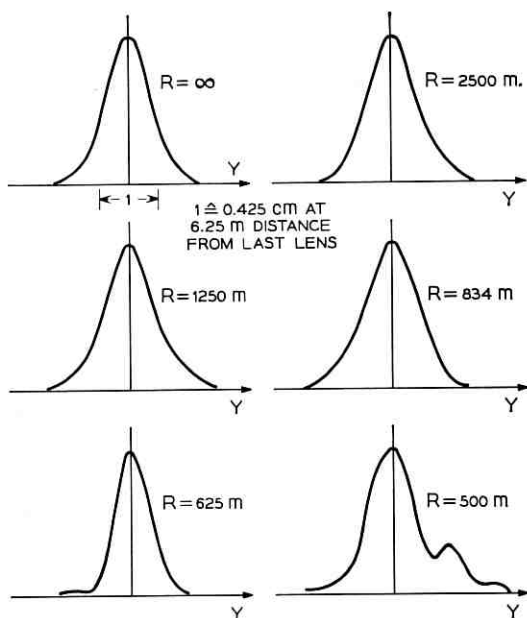 R = ∞
Y
R = 2500 m.
Y
1
1 ≙ 0.425 CM AT
6.25 m DISTANCE
FROM LAST LENS
R = 1250 m
Y
R = 834 m
Y
R = 625 m
Y
R = 500 m
Y